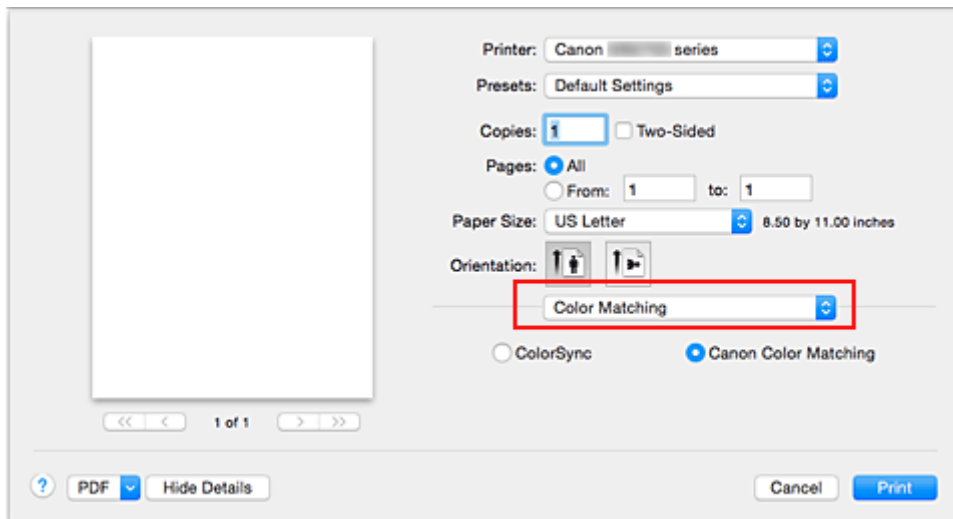 Printer: Canon series
Presets: Default Settings
Copies: 1 Two-Sided
Pages: All
From: 1 to: 1
Paper Size: US Letter 8.50 by 11.00 inches
Orientation:
Color Matching
ColorSync Canon Color Matching
<< < 1 of 1 > >>
? PDF Hide Details Cancel Print